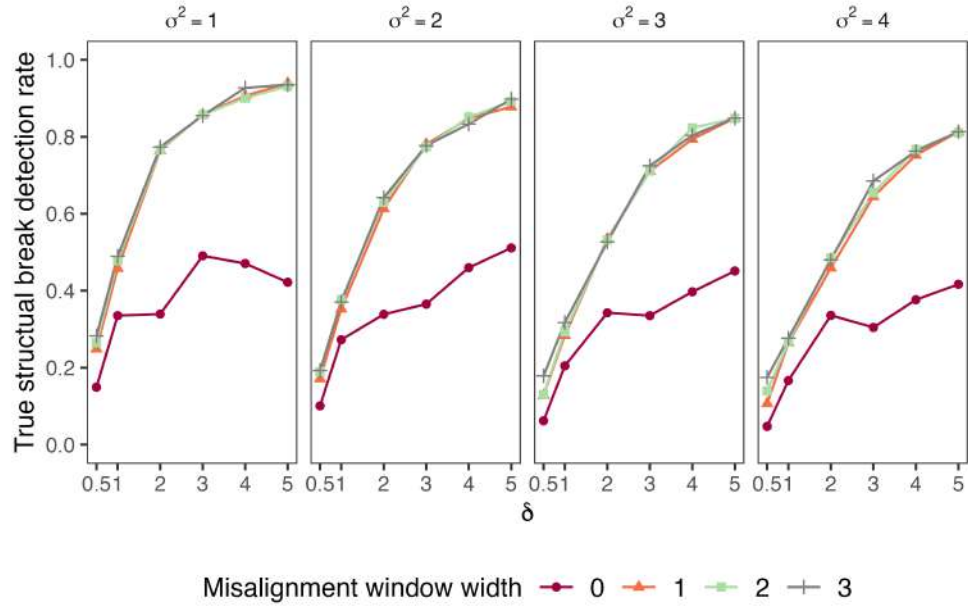 σ² = 1 σ² = 2 σ² = 3 σ² = 4
True structual break detection rate
1.0
0.8
0.6
0.4
0.2
0.0
0.51 2 3 4 5 0.51 2 3 4 5 0.51 2 3 4 5 0.51 2 3 4 5
δ
Misalignment window width 0 1 2 3